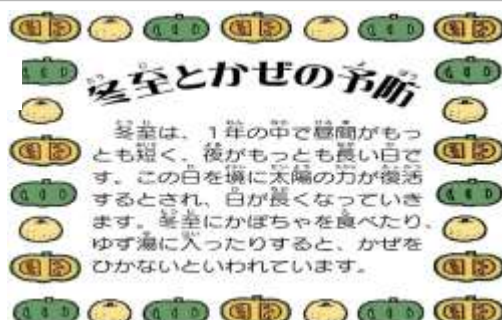 冬至とかぜの予防
冬至は、1年の中で昼間がもっ
とも短く、夜がもっとも長い日で
す。この日を境に太陽の力が復活
するとされ、日が長くなっていき
ます。冬至にかぼちゃを食べたり、
ゆず湯に入ったりすると、かぜを
ひかないといわれています。